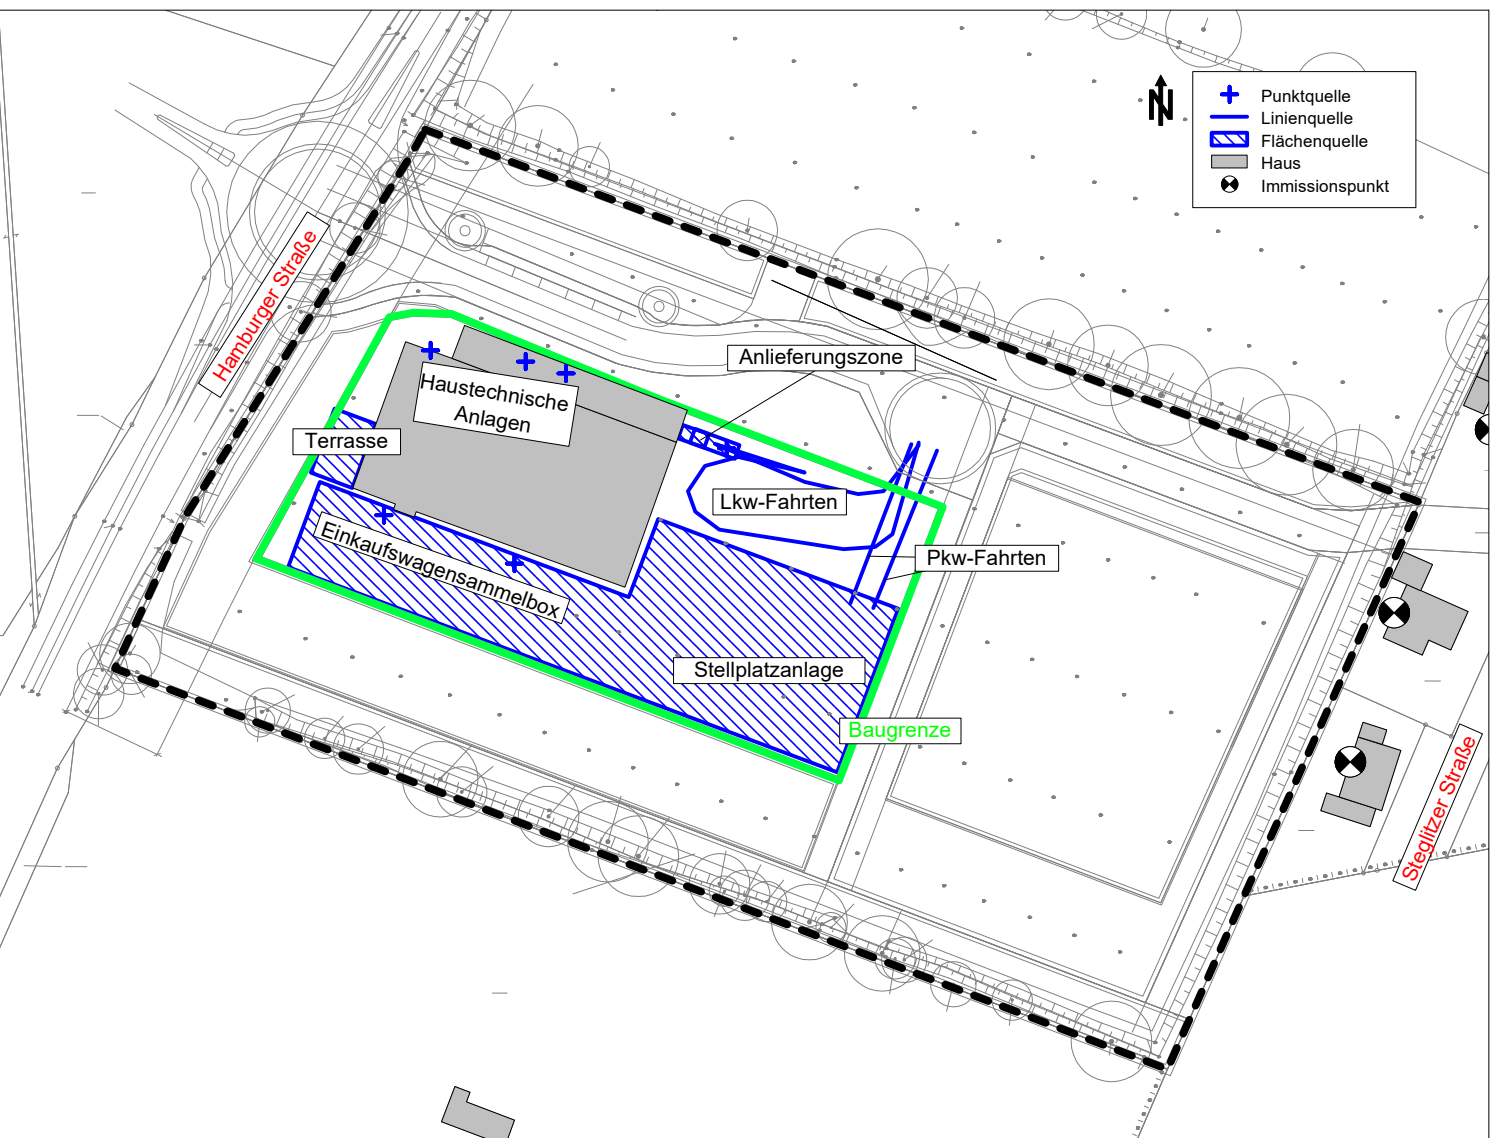 N
Punktquelle
Linienquelle
Flächenquelle
Haus
Immissionspunkt
Hamburger Straße
Anlieferungszone
Haustechnische
Anlagen
Terrasse
Lkw-Fahrten
Einkaufswagensammelbox
Pkw-Fahrten
Stellplatzanlage
Baugrenze
Steglitzer Straße